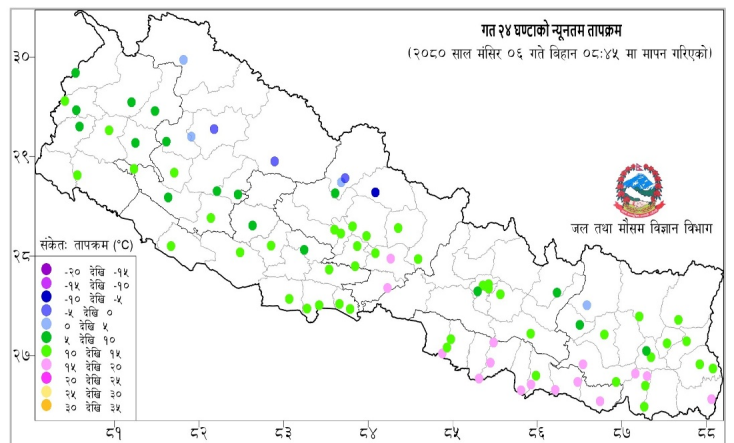 गत २४ घण्टाको न्यूनतम तापक्रम
(२०८० साल मंसिर ०६ गते बिहान ०८:४५ मा मापन गरिएको)
३०
२९
जल तथा मौसम विज्ञान विभाग
२८
संकेतः तापक्रम (°C)
-२० देखि -१५
-१५ देखि -१०
-१० देखि -५
-५ देखि ०
० देखि ५
५ देखि १०
१० देखि १५
१५ देखि २०
२० देखि २५
२५ देखि ३०
३० देखि ३५
२७
८१ ८२ ८३ ८४ ८५ ८६ ८७ ८८